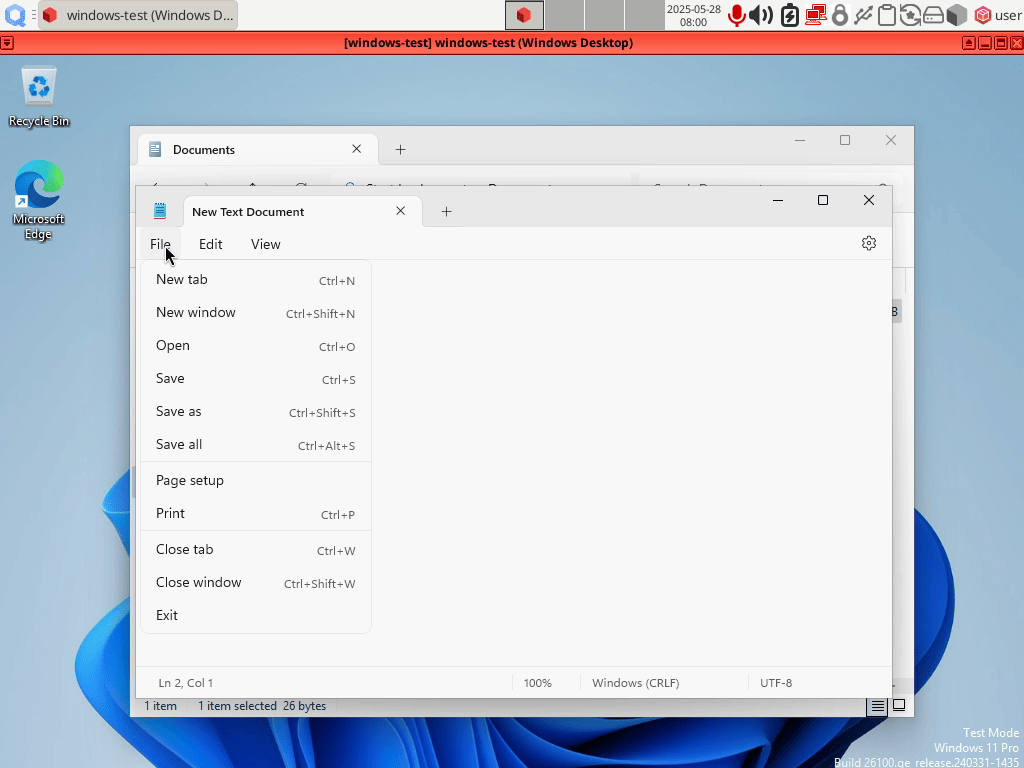 windows-test (Windows D...
2025-05-28
08:00
user
[windows-test] windows-test (Windows Desktop)
Recycle Bin
Microsoft
Edge
Documents
New Text Document
File Edit View
New tab Ctrl+N
New window Ctrl+Shift+N
Open Ctrl+O
Save Ctrl+S
Save as Ctrl+Shift+S
Save all Ctrl+Alt+S
Page setup
Print Ctrl+P
Close tab Ctrl+W
Close window Ctrl+Shift+W
Exit
Ln 2, Col 1 100% Windows (CRLF) UTF-8
1 item 1 item selected 26 bytes
Test Mode
Windows 11 Pro
Build 26100.ge_release.240331-1435